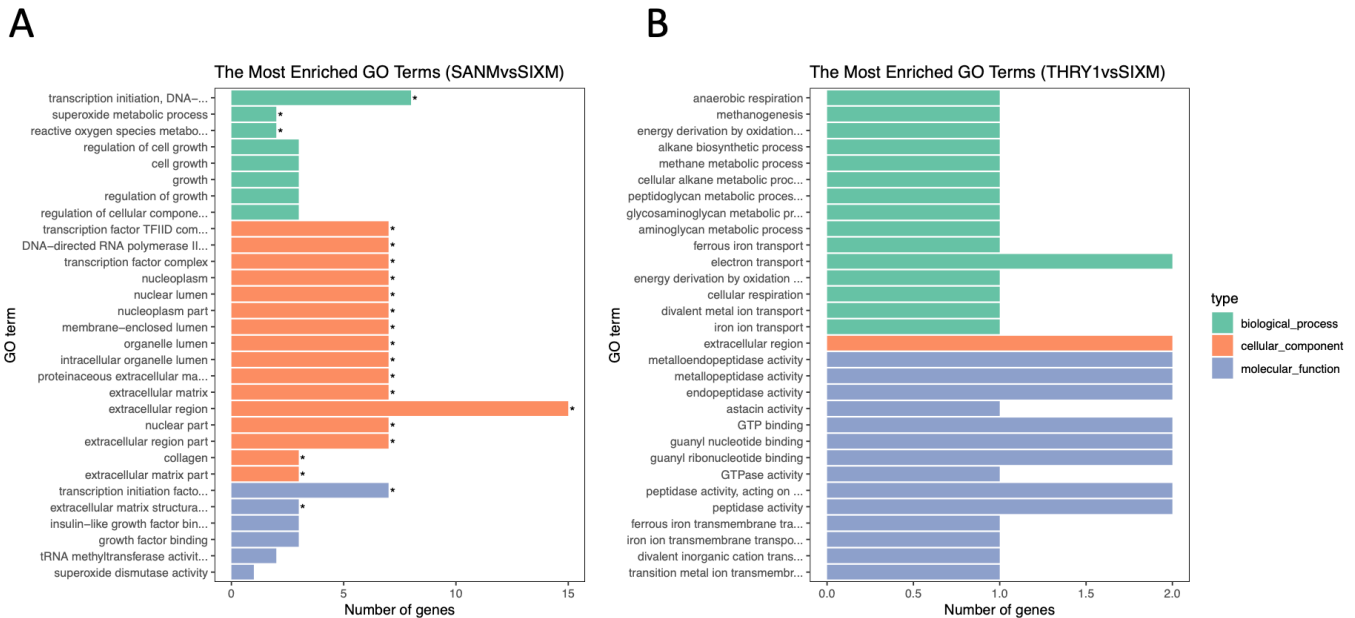 A
The Most Enriched GO Terms (SANMvsSIXM)
GO term
transcription initiation, DNA−...
*
superoxide metabolic process
*
reactive oxygen species metabo...
*
regulation of cell growth
cell growth
growth
regulation of growth
regulation of cellular compone...
transcription factor TFIID com...
*
DNA−directed RNA polymerase II...
*
transcription factor complex
*
nucleoplasm
*
nuclear lumen
*
nucleoplasm part
*
membrane−enclosed lumen
*
organelle lumen
*
intracellular organelle lumen
*
proteinaceous extracellular ma...
*
extracellular matrix
*
extracellular region
*
nuclear part
*
extracellular region part
*
collagen
*
extracellular matrix part
*
transcription initiation facto...
*
extracellular matrix structura...
*
insulin−like growth factor bin...
growth factor binding
tRNA methyltransferase activit...
superoxide dismutase activity
0 5 10 15
Number of genes
B
The Most Enriched GO Terms (THRY1vsSIXM)
GO term
anaerobic respiration
methanogenesis
energy derivation by oxidation...
alkane biosynthetic process
methane metabolic process
cellular alkane metabolic proc...
peptidoglycan metabolic proces...
glycosaminoglycan metabolic pr...
aminoglycan metabolic process
ferrous iron transport
electron transport
energy derivation by oxidation ...
cellular respiration
divalent metal ion transport
iron ion transport
extracellular region
metalloendopeptidase activity
metallopeptidase activity
endopeptidase activity
astacin activity
GTP binding
guanyl nucleotide binding
guanyl ribonucleotide binding
GTPase activity
peptidase activity, acting on ...
peptidase activity
ferrous iron transmembrane tra...
iron ion transmembrane transpo...
divalent inorganic cation trans...
transition metal ion transmembr...
0.0 0.5 1.0 1.5 2.0
Number of genes
type
biological_process
cellular_component
molecular_function